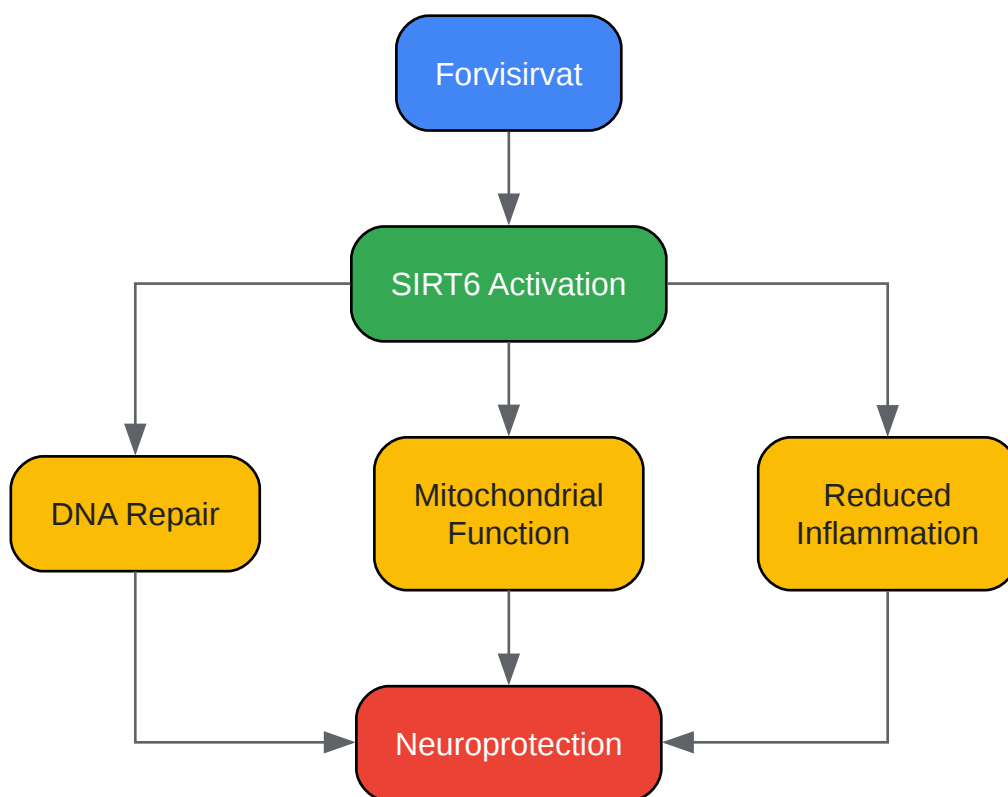 Forvisirvat
SIRT6 Activation
DNA Repair
Mitochondrial
Function
Reduced
Inflammation
Neuroprotection